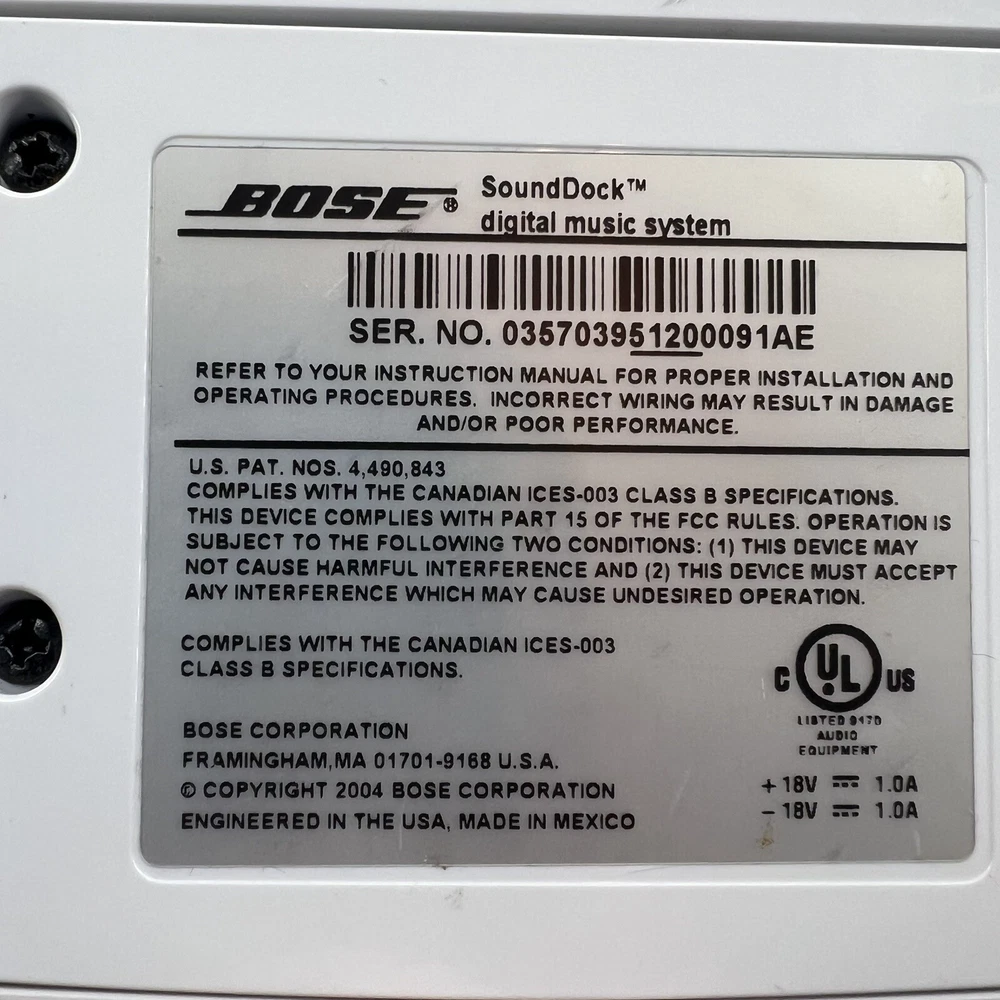 BOSE® SoundDock™
digital music system
SER. NO. 035703951200091AE
REFER TO YOUR INSTRUCTION MANUAL FOR PROPER INSTALLATION AND
OPERATING PROCEDURES. INCORRECT WIRING MAY RESULT IN DAMAGE
AND/OR POOR PERFORMANCE.
U.S. PAT. NOS. 4,490,843
COMPLIES WITH THE CANADIAN ICES-003 CLASS B SPECIFICATIONS.
THIS DEVICE COMPLIES WITH PART 15 OF THE FCC RULES. OPERATION IS
SUBJECT TO THE FOLLOWING TWO CONDITIONS: (1) THIS DEVICE MAY
NOT CAUSE HARMFUL INTERFERENCE AND (2) THIS DEVICE MUST ACCEPT
ANY INTERFERENCE WHICH MAY CAUSE UNDESIRED OPERATION.
COMPLIES WITH THE CANADIAN ICES-003
CLASS B SPECIFICATIONS.
C UL US
LISTED 917D
AUDIO
EQUIPMENT
BOSE CORPORATION
FRAMINGHAM,MA 01701-9168 U.S.A.
© COPYRIGHT 2004 BOSE CORPORATION
ENGINEERED IN THE USA, MADE IN MEXICO
+18V ⎓ 1.0A
−18V ⎓ 1.0A